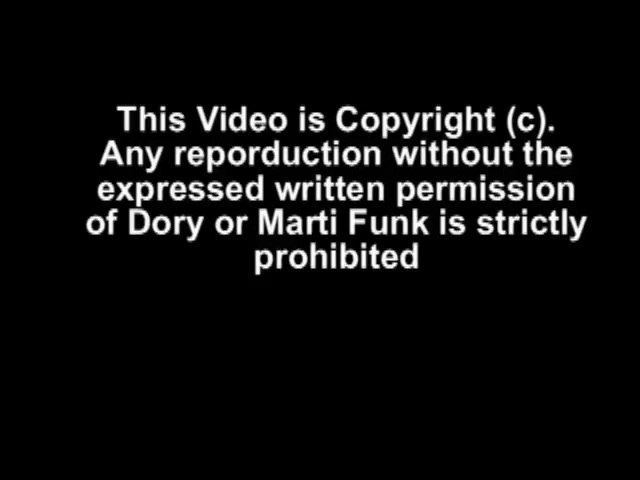 This Video is Copyright (c).
Any reporduction without the
expressed written permission
of Dory or Marti Funk is strictly
prohibited